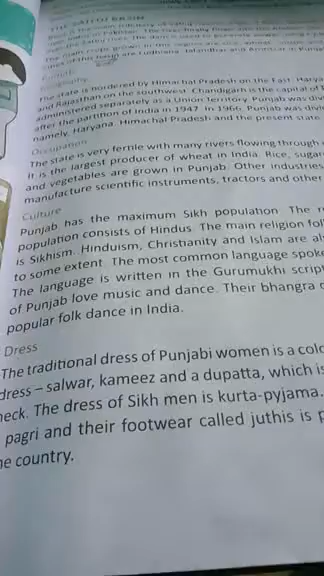 THE SATLUJ BASIN
The state is bordered by Himachal Pradesh on the East, Harya
and Rajasthan on the southwest. Chandigarh is the capital of
administered separately as a Union Territory. Punjab was div
after the partition of India in 1947. In 1966, Punjab was divi
namely, Haryana, Himachal Pradesh and the present state
Occupation
The state is very fertile with many rivers flowing through
It is the largest producer of wheat in India. Rice, sugar
and vegetables are grown in Punjab. Other industries
manufacture scientific instruments, tractors and other
Culture
Punjab has the maximum Sikh population. The r
population consists of Hindus. The main religion fol
is Sikhism. Hinduism, Christianity and Islam are al
to some extent. The most common language spoke
The language is written in the Gurumukhi script
of Punjab love music and dance. Their bhangra
popular folk dance in India.
Dress
The traditional dress of Punjabi women is a colo
dress – salwar, kameez and a dupatta, which is
neck. The dress of Sikh men is kurta-pyjama.
pagri and their footwear called juthis is p
he country.